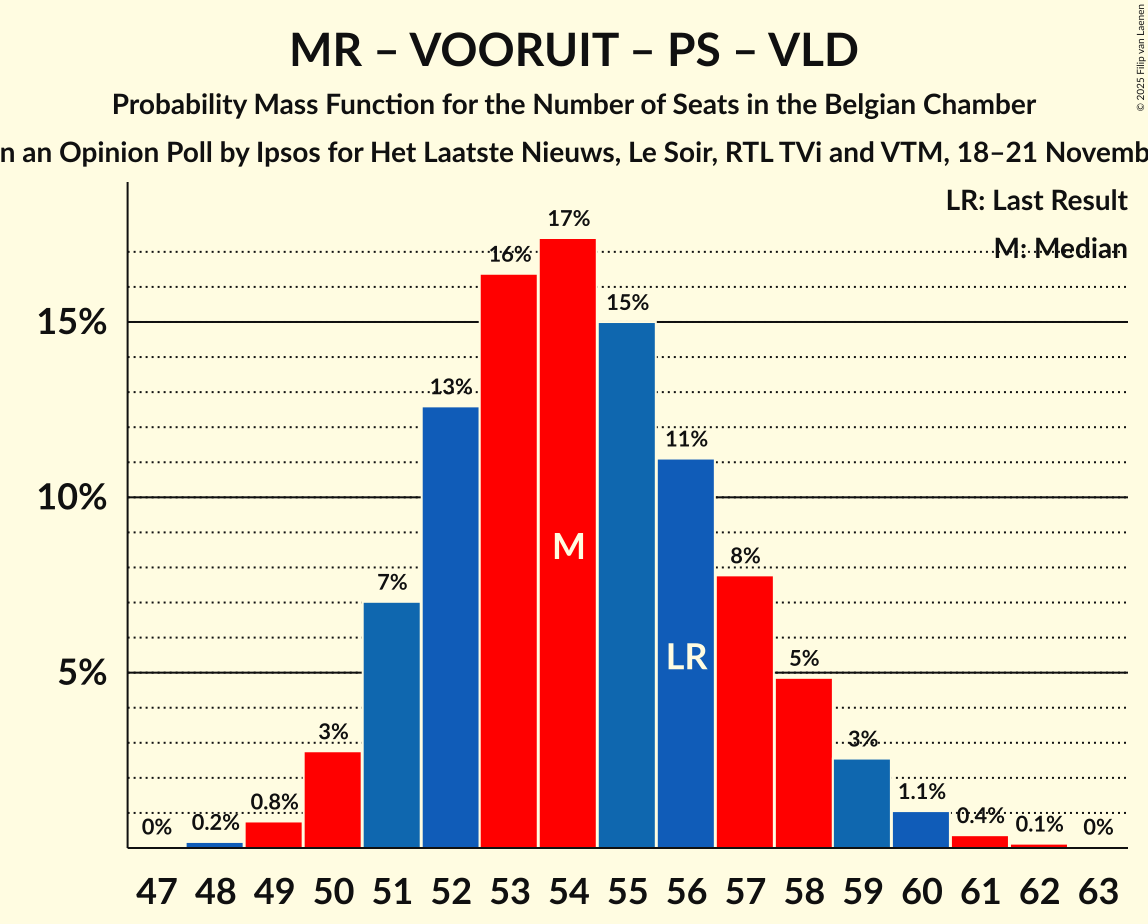 MR – VOORUIT – PS – VLD
Probability Mass Function for the Number of Seats in the Belgian Chamber
an Opinion Poll by Ipsos for Het Laatste Nieuws, Le Soir, RTL TVi and VTM, 18–21
© 2025 Filip van Laenen
LR: Last Result
M: Median
15%
10%
5%
0%
0.2%
0.8%
3%
7%
13%
16%
17%
15%
11%
8%
5%
3%
1.1%
0.4%
0.1%
0%
M
LR
47 48 49 50 51 52 53 54 55 56 57 58 59 60 61 62 63